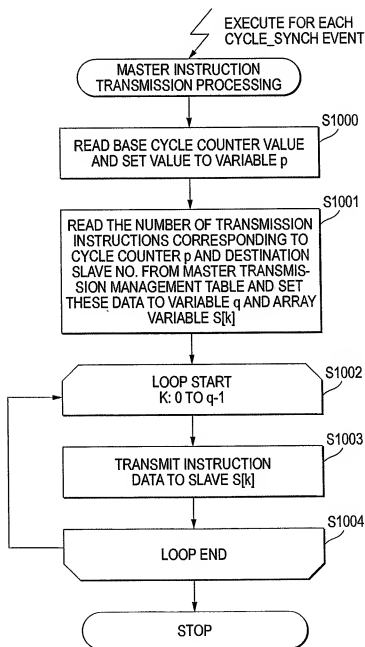 EXECUTE FOR EACH
CYCLE_SYNCH EVENT
MASTER INSTRUCTION
TRANSMISSION PROCESSING
S1000
READ BASE CYCLE COUNTER VALUE
AND SET VALUE TO VARIABLE p
S1001
READ THE NUMBER OF TRANSMISSION
INSTRUCTIONS CORRESPONDING TO
CYCLE COUNTER p AND DESTINATION
SLAVE NO. FROM MASTER TRANSMIS-
SION MANAGEMENT TABLE AND SET
THESE DATA TO VARIABLE q AND ARRAY
VARIABLE S[k]
S1002
LOOP START
K: 0 TO q-1
S1003
TRANSMIT INSTRUCTION
DATA TO SLAVE S[k]
S1004
LOOP END
STOP